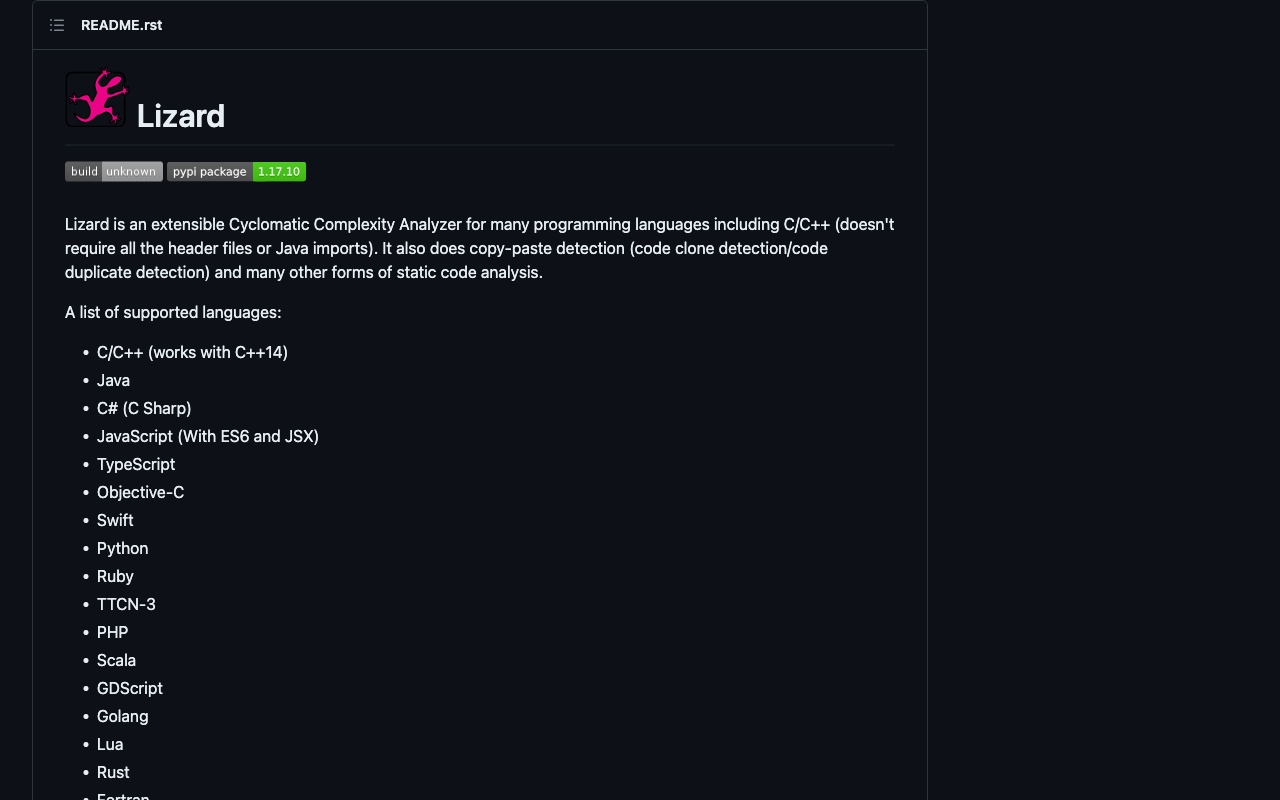 README.rst
Lizard
build unknown pypi package 1.17.10
Lizard is an extensible Cyclomatic Complexity Analyzer for many programming languages including C/C++ (doesn't
require all the header files or Java imports). It also does copy-paste detection (code clone detection/code
duplicate detection) and many other forms of static code analysis.
A list of supported languages:
• C/C++ (works with C++14)
• Java
• C# (C Sharp)
• JavaScript (With ES6 and JSX)
• TypeScript
• Objective-C
• Swift
• Python
• Ruby
• TTCN-3
• PHP
• Scala
• GDScript
• Golang
• Lua
• Rust
• Fortran